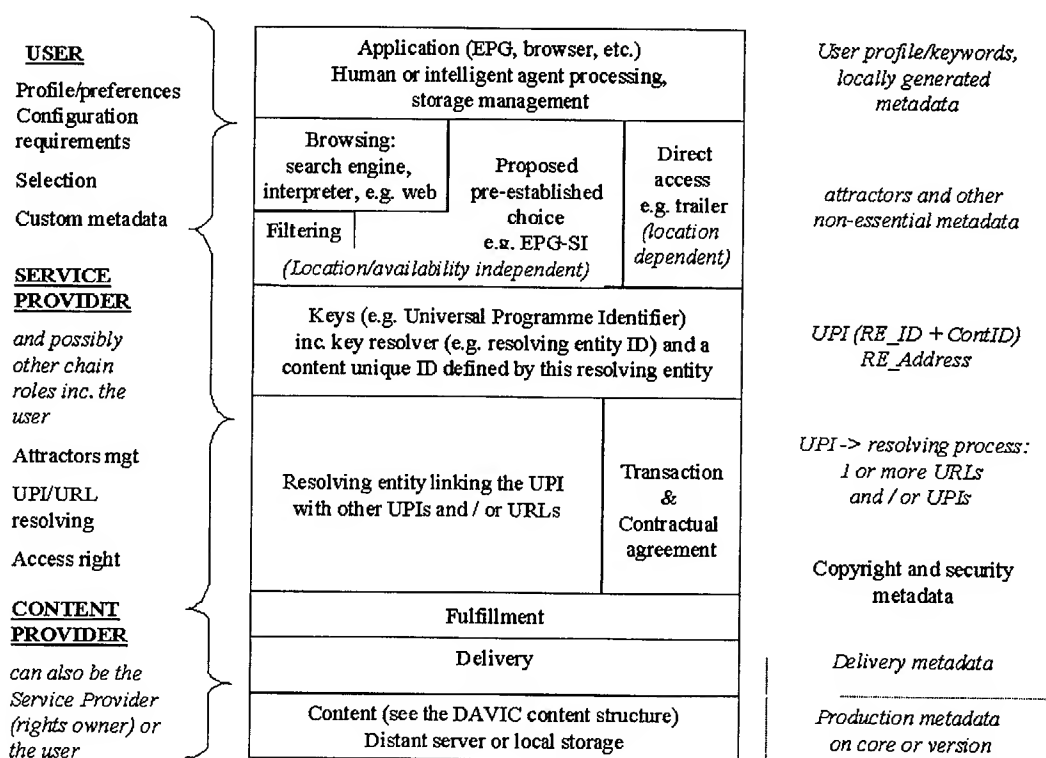 USER
Profile/preferences
Configuration
requirements
Selection
Custom metadata
SERVICE
PROVIDER
and possibly
other chain
roles inc. the
user
Attractors mgt
UPI/URL
resolving
Access right
CONTENT
PROVIDER
can also be the
Service Provider
(rights owner) or
the user
Application (EPG, browser, etc.)
Human or intelligent agent processing,
storage management
Browsing:
search engine,
interpreter, e.g. web
Filtering
Proposed
pre-established
choice
e.g. EPG-SI
(Location/availability independent)
Direct
access
e.g. trailer
(location
dependent)
Keys (e.g. Universal Programme Identifier)
inc. key resolver (e.g. resolving entity ID) and a
content unique ID defined by this resolving entity
Resolving entity linking the UPI
with other UPIs and / or URLs
Transaction
&
Contractual
agreement
Fulfillment
Delivery
Content (see the DAVIC content structure)
Distant server or local storage
User profile/keywords,
locally generated
metadata
attractors and other
non-essential metadata
UPI (RE_ID + ContID)
RE_Address
UPI -> resolving process:
1 or more URLs
and / or UPIs
Copyright and security
metadata
Delivery metadata
Production metadata
on core or version